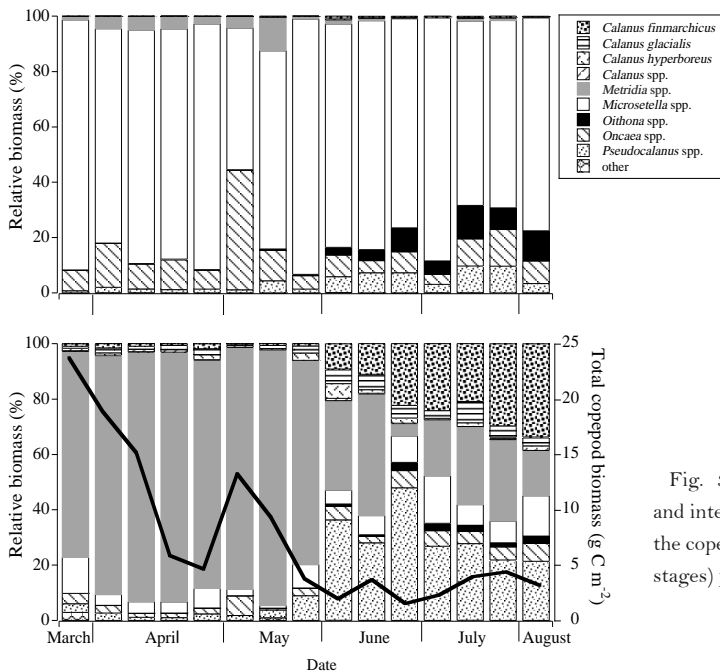 100
80
60
40
20
0
Relative biomass (%)
Calanus finmarchicus
Calanus glacialis
Calanus hyperboreus
Calanus spp.
Metridia spp.
Microsetella spp.
Oithona spp.
Oncaea spp.
Pseudocalanus spp.
other
100
80
60
40
20
0
Relative biomass (%)
25
20
15
10
5
0
Total copepod biomass (g C m⁻²)
March April May June July August
Date
Fig.
and inte
the cope
stages)